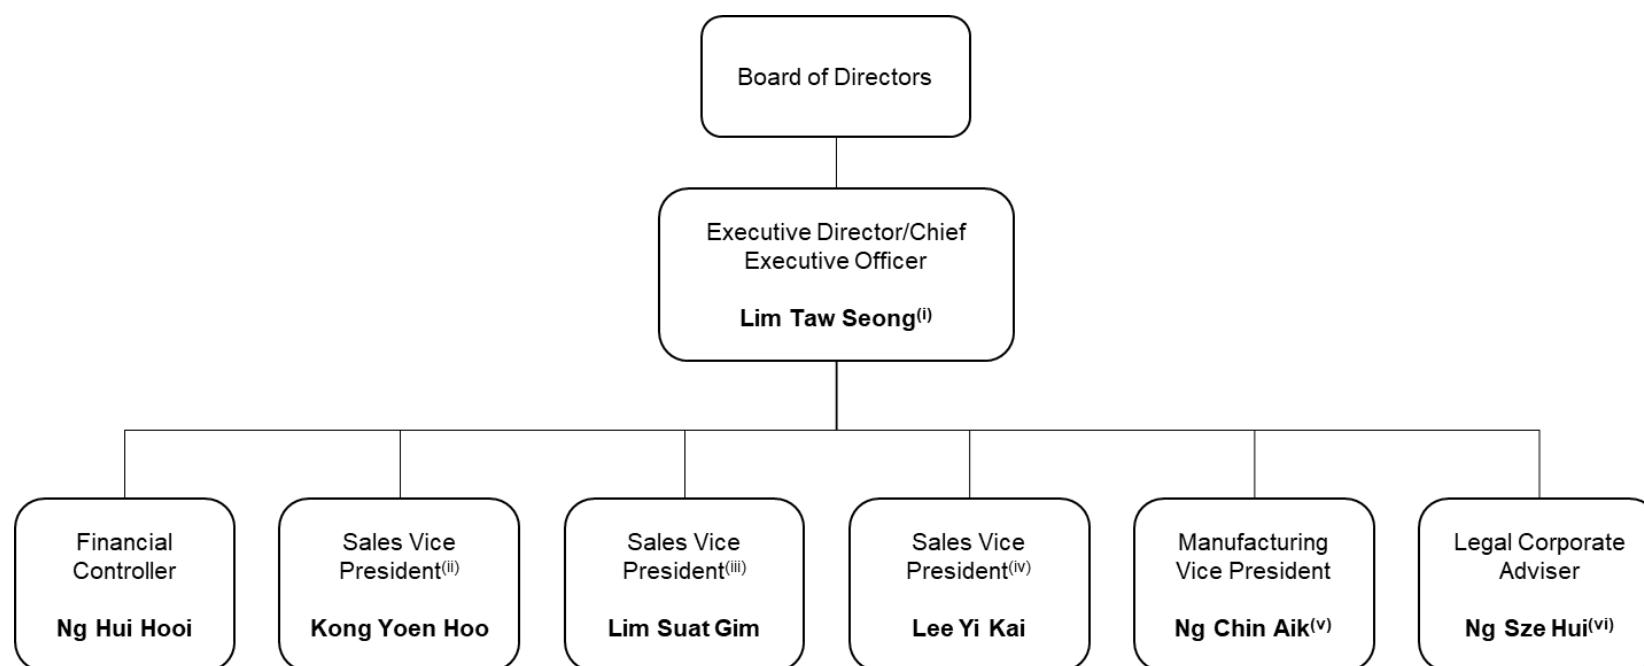 Board of Directors
Executive Director/Chief
Executive Officer
Lim Taw Seong(i)
Financial
Controller
Ng Hui Hooi
Sales Vice
President(ii)
Kong Yoen Hoo
Sales Vice
President(iii)
Lim Suat Gim
Sales Vice
President(iv)
Lee Yi Kai
Manufacturing
Vice President
Ng Chin Aik(v)
Legal Corporate
Adviser
Ng Sze Hui(vi)